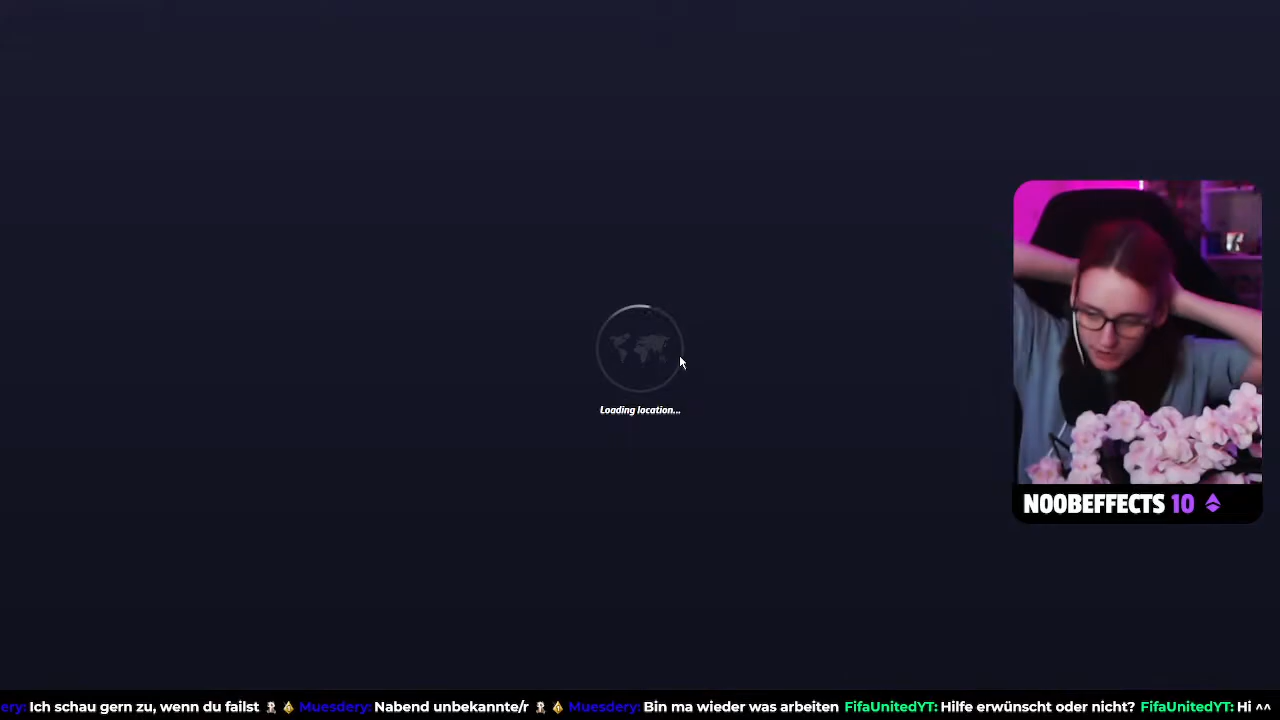 Loading location...
NOOBEFFECTS 10
ery: Ich schau gern zu, wenn du failst Muesdery: Nabend unbekannte/r Muesdery: Bin ma wieder was arbeiten FifaUnitedYT: Hilfe erwünscht oder nicht? FifaUnitedYT: Hi ^^